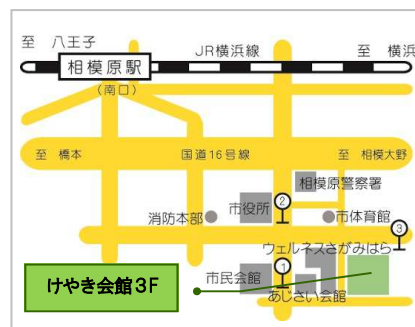 至 八王子
JR横浜線
至 横浜
相模原駅
(南口)
至 橋本
国道16号線
至 相模大野
相模原警察署
市役所
②
消防本部
市体育館
③
ウェルネスさがみはら
けやき会館3F
市民会館
①
あじさい会館